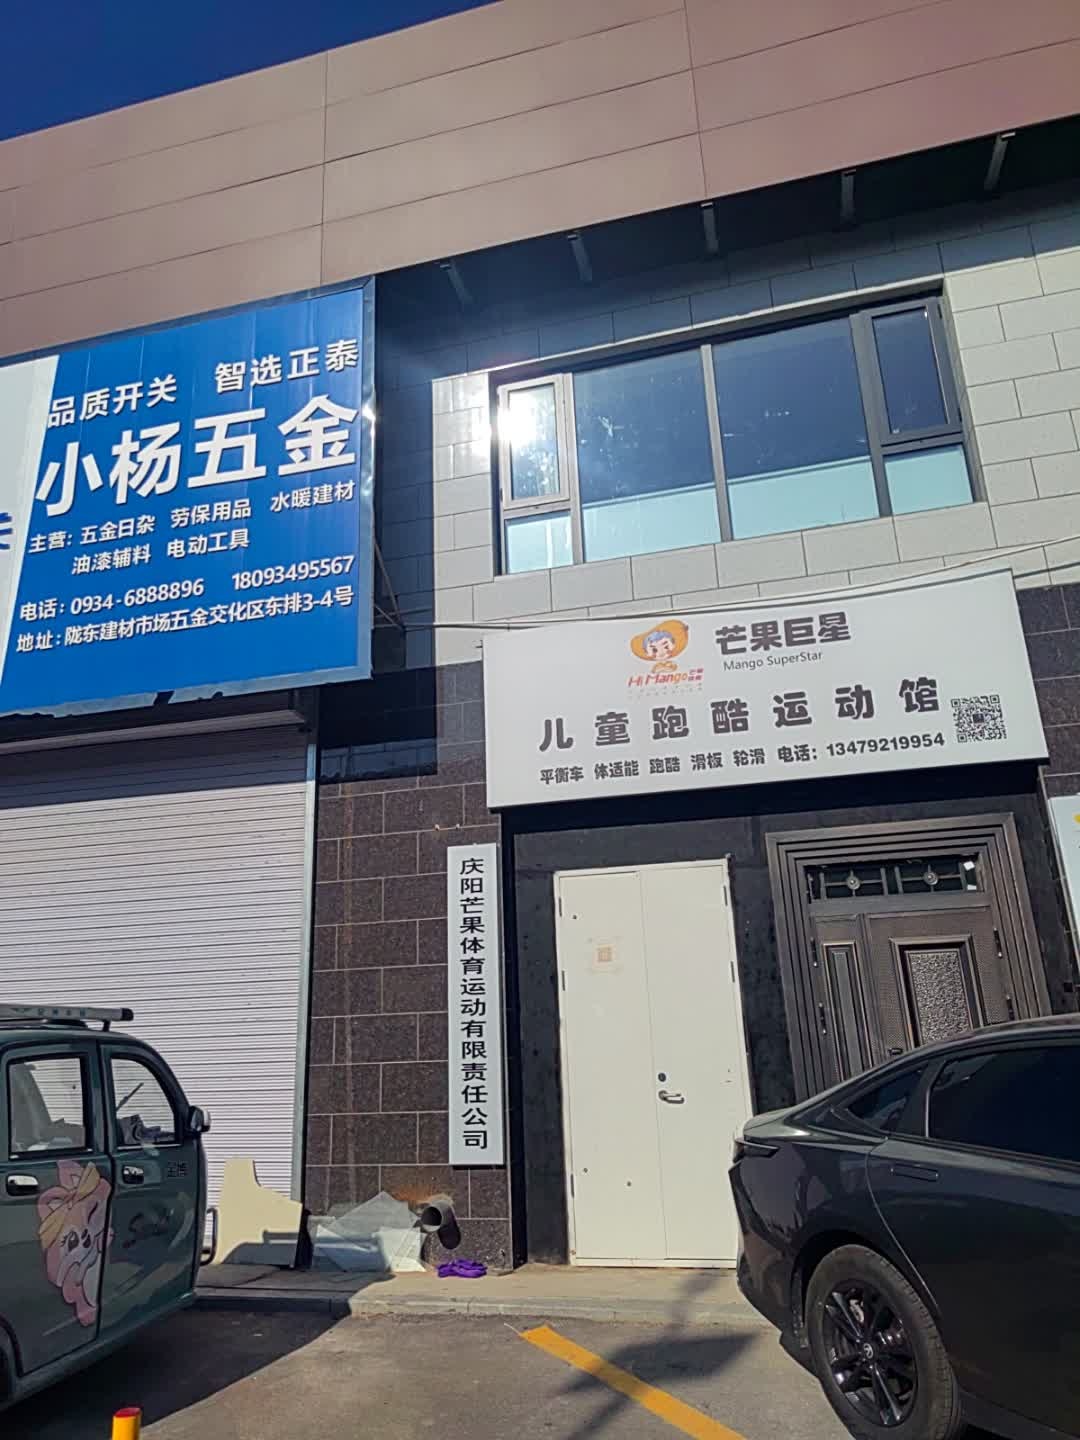 品质开关 智选正泰
小杨五金
主营：五金日杂 劳保用品 水暖建材
油漆辅料 电动工具
电话：0934-6888896 18093495567
地址：陇东建材市场五金交化区东排3-4号
芒果巨星
Mango SuperStar
Hi Mango
儿童跑酷运动馆
平衡车 体适能 跑酷 滑板 轮滑 电话：13479219954
庆阳芒果体育运动有限责任公司